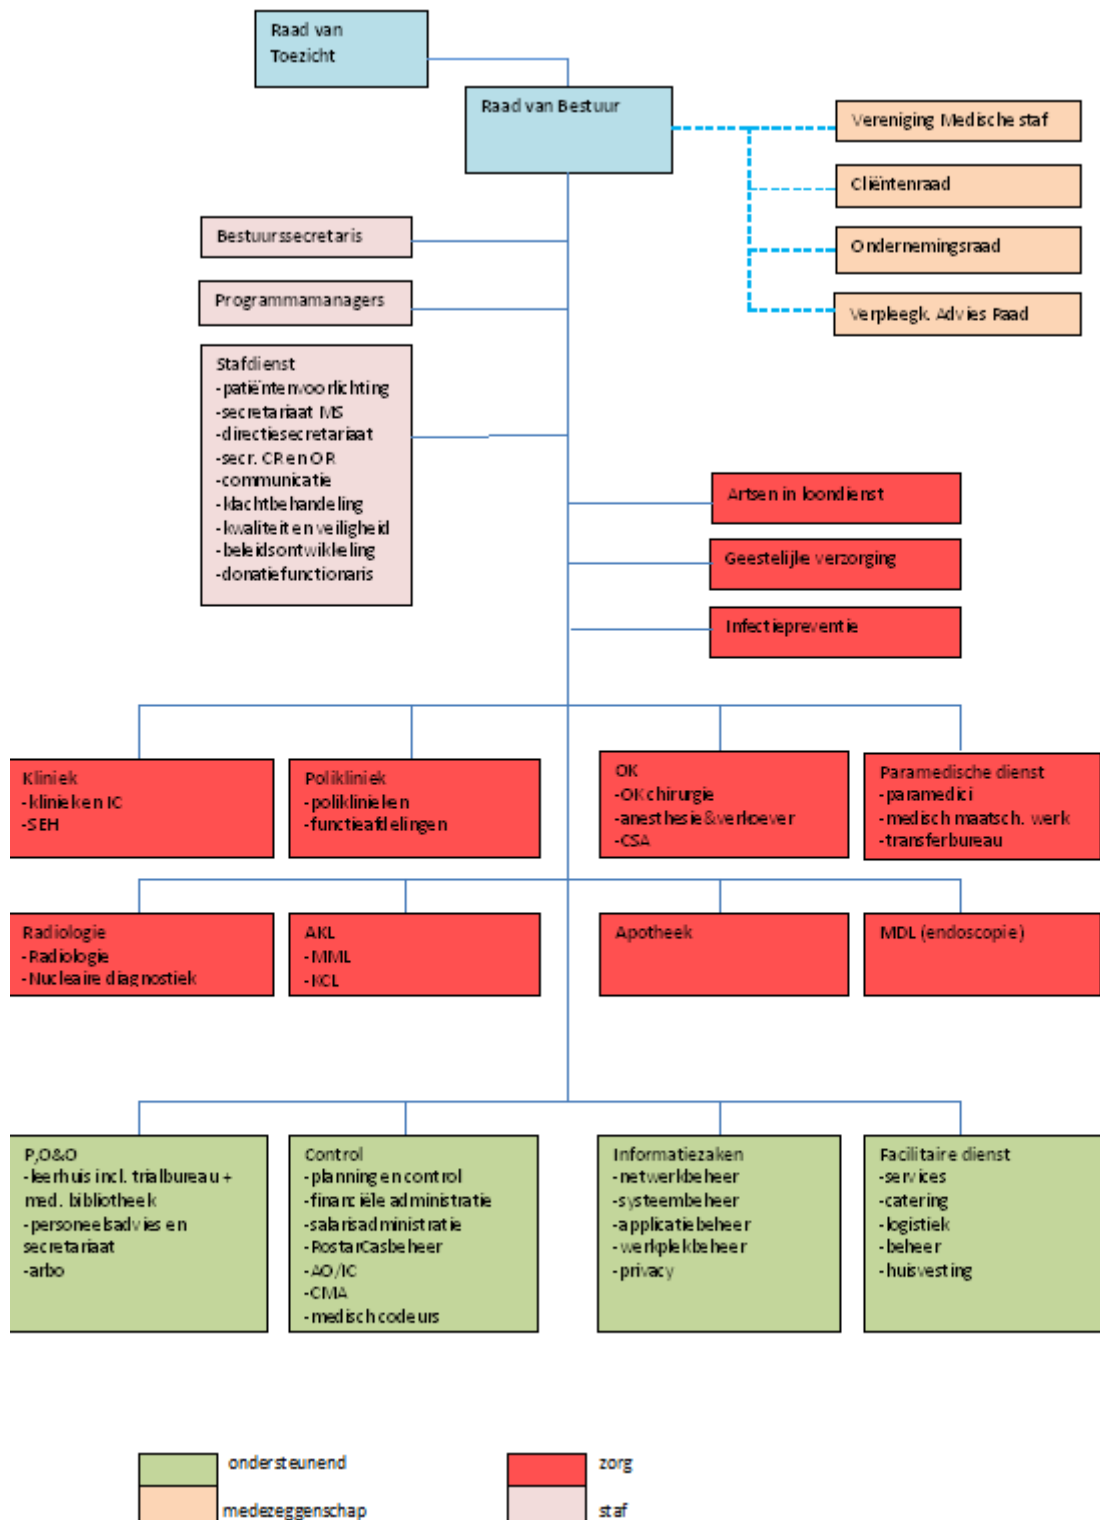 Raad van
Toezicht
Raad van Bestuur
Vereniging Medische staf
Cliëntenraad
Ondernemingsraad
Verpleegk. Advies Raad
Bestuurssecretaris
Programmamanagers
Stafdienst
-patiëntenvoorlichting
-secretariaat MS
-directiesecretariaat
-secr. CR en OR
-communicatie
-klachtbehandeling
-kwaliteit en veiligheid
-beleidsontwikkeling
-donatiefunctionaris
Artsen in loondienst
Geestelijke verzorging
Infectiepreventie
Kliniek
-kliniek en IC
-SEH
Polikliniek
-poliklinieken
-functieafdelingen
OK
-OK chirurgie
-anesthesie&verkoever
-CSA
Paramedische dienst
-paramedici
-medisch maatsch. werk
-transferbureau
Radiologie
-Radiologie
-Nucleaire diagnostiek
AKL
-MML
-KCL
Apotheek
MDL (endoscopie)
P,O&O
-leerhuis incl. trialbureau +
med. bibliotheek
-personeelsadvies en
secretariaat
-arbo
Control
-planning en control
-financiële administratie
-salarisadministratie
-RostarCasbeheer
-AO/IC
-CMA
-medisch codeurs
Informatiezaken
-netwerkbeheer
-systeembeheer
-applicatiebeheer
-werkplekbeheer
-privacy
Facilitaire dienst
-services
-catering
-logistiek
-beheer
-huisvesting
ondersteunend
zorg
medezeggenschap
staf